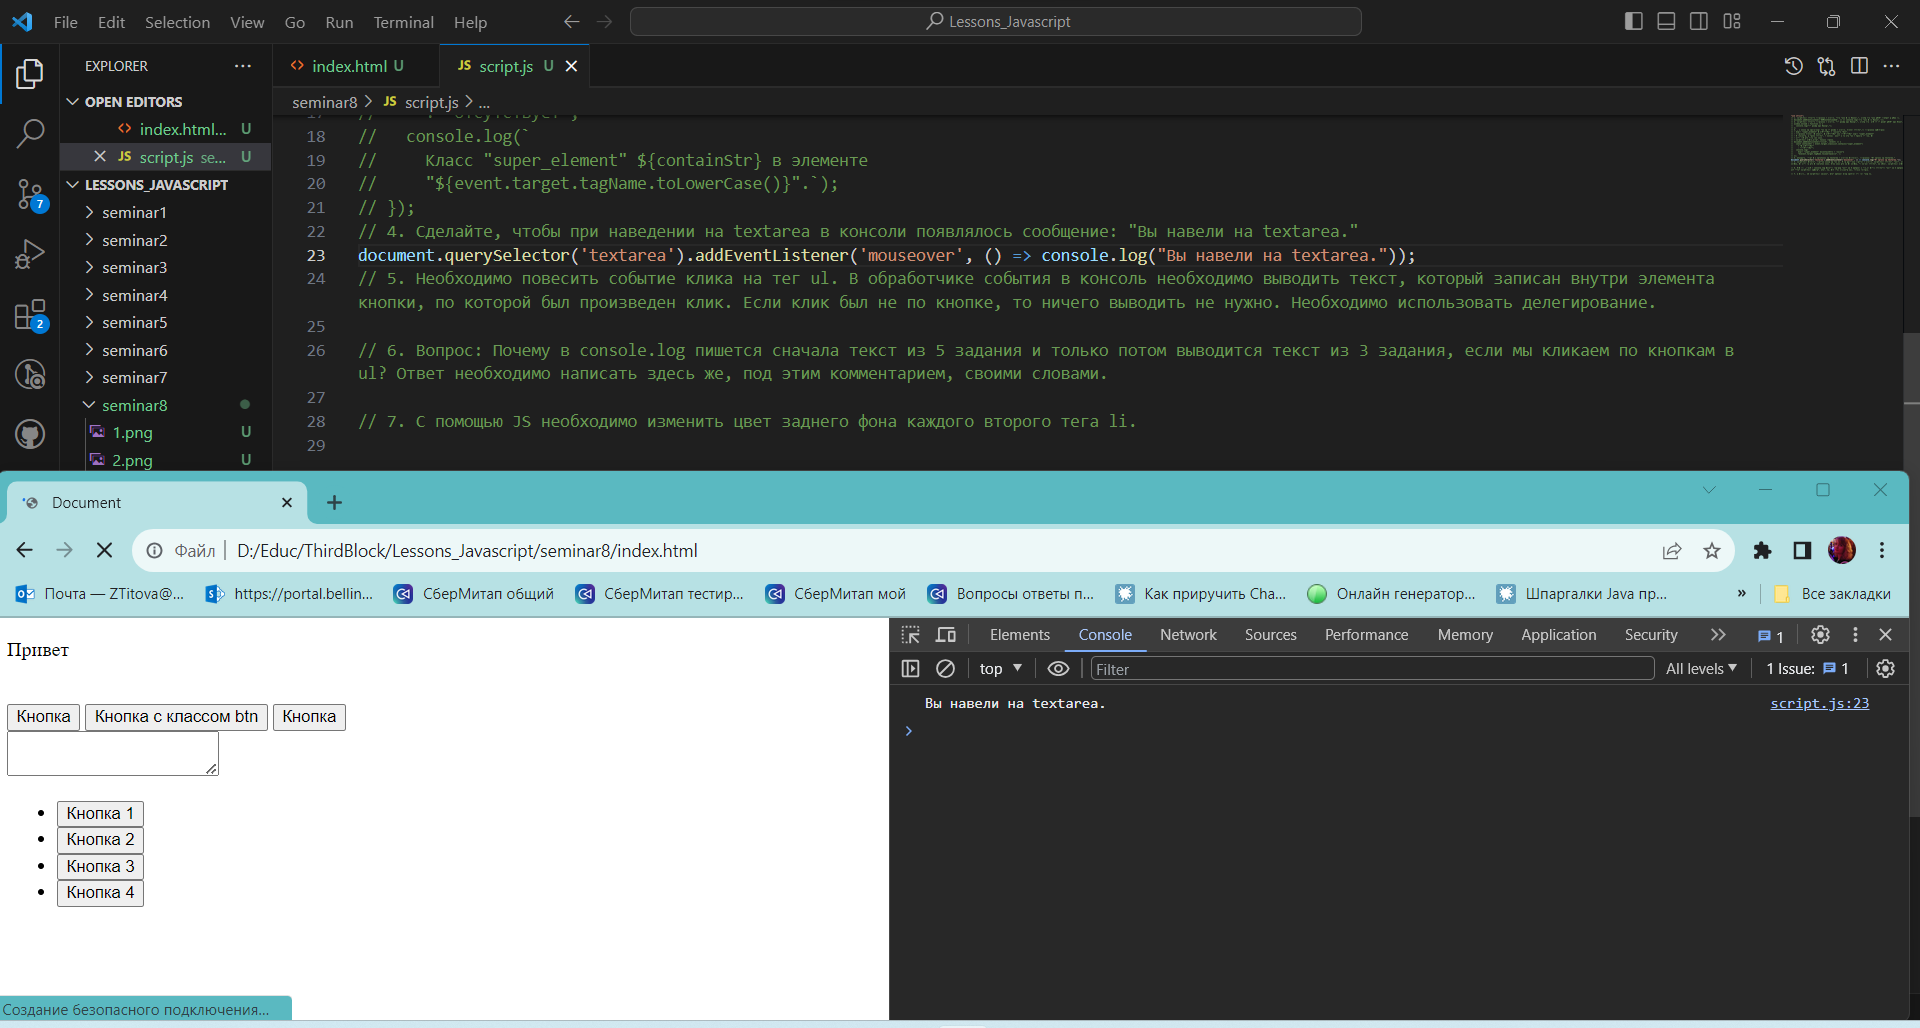 File Edit Selection View Go Run Terminal Help
Lessons_Javascript
EXPLORER
index.html U
JS script.js U
OPEN EDITORS
index.html... U
JS script.js se... U
LESSONS_JAVASCRIPT
seminar1
seminar2
seminar3
seminar4
seminar5
seminar6
seminar7
seminar8
1.png U
2.png U
7
2
seminar8 > JS script.js > ...
18 //   console.log(`
19 //     Класс "super_element" ${containStr} в элементе
20 //     "${event.target.tagName.toLowerCase()}".`);
21 // });
22 // 4. Сделайте, чтобы при наведении на textarea в консоли появлялось сообщение: "Вы навели на textarea."
23 document.querySelector('textarea').addEventListener('mouseover', () => console.log("Вы навели на textarea."));
24 // 5. Необходимо повесить событие клика на тег ul. В обработчике события в консоль необходимо выводить текст, который записан внутри элемента
кнопки, по которой был произведен клик. Если клик был не по кнопке, то ничего выводить не нужно. Необходимо использовать делегирование.
25
26 // 6. Вопрос: Почему в console.log пишется сначала текст из 5 задания и только потом выводится текст из 3 задания, если мы кликаем по кнопкам в
ul? Ответ необходимо написать здесь же, под этим комментарием, своими словами.
27
28 // 7. С помощью JS необходимо изменить цвет заднего фона каждого второго тега li.
29
Document
Файл | D:/Educ/ThirdBlock/Lessons_Javascript/seminar8/index.html
Почта — ZTitova@...
https://portal.bellin...
СберМитап общий
СберМитап тестир...
СберМитап мой
Вопросы ответы п...
Как приручить Cha...
Онлайн генератор...
Шпаргалки Java пр...
»
Все закладки
Привет
Кнопка
Кнопка с классом btn
Кнопка
Кнопка 1
Кнопка 2
Кнопка 3
Кнопка 4
Создание безопасного подключения...
Elements Console Network Sources Performance Memory Application Security 1
top
Filter
All levels
1 Issue: 1
Вы навели на textarea.
script.js:23